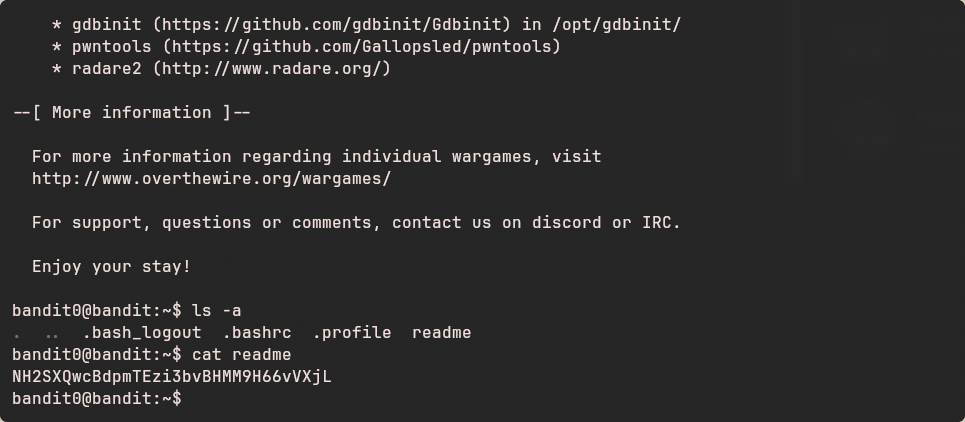 * gdbinit (https://github.com/gdbinit/Gdbinit) in /opt/gdbinit/
* pwntools (https://github.com/Gallopsled/pwntools)
* radare2 (http://www.radare.org/)
--[ More information ]--
For more information regarding individual wargames, visit
http://www.overthewire.org/wargames/
For support, questions or comments, contact us on discord or IRC.
Enjoy your stay!
bandit0@bandit:~$ ls -a
.  ..  .bash_logout  .bashrc  .profile  readme
bandit0@bandit:~$ cat readme
NH2SXQwcBdpmTEzi3bvBHMM9H66vVXjL
bandit0@bandit:~$